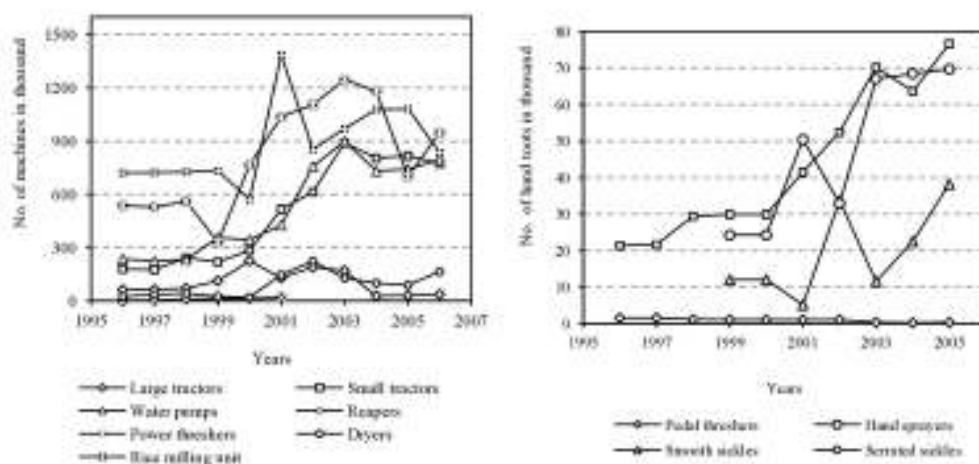 No. of machines in thousand
1500
1200
900
600
300
0
1995 1997 1999 2001 2003 2005 2007
Years
Large tractors Small tractors
Water pumps Reapers
Power threshers Dryers
Rice milling unit
No. of hand tools in thousand
80
70
60
50
40
30
20
10
0
1995 1997 1999 2001 2003 2005
Years
Pedal threshers Hand sprayers
Smooth sickles Serrated sickles